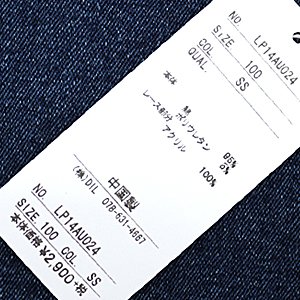 NO. LP14AU024
SIZE 100
COL SS
QUAL.
本体
綿 95%
ポリウレタン 5%
レース部分
アクリル 100%
中国製
(株)DIL 078-631-4667
NO. LP14AU024
SIZE 100 COL SS
本体価格 ¥2,900+税